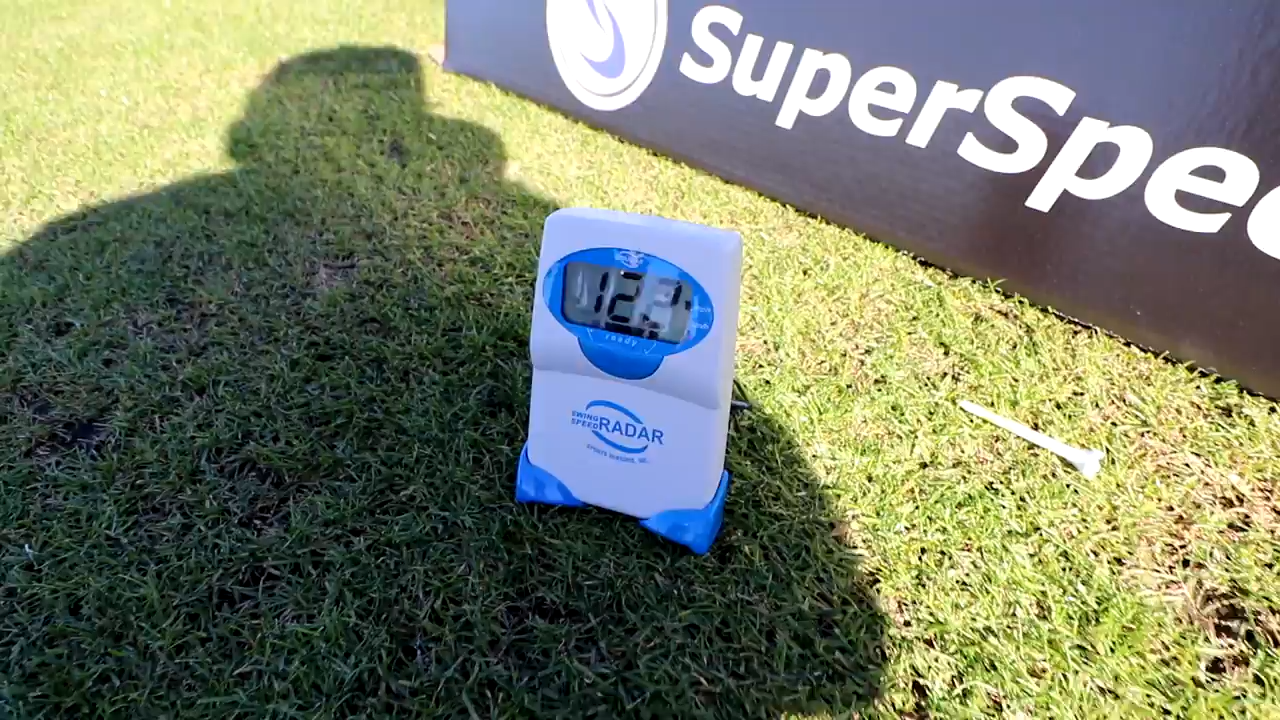 SuperSpee
122
ready
SWING
SPEED RADAR
SPORTS SENSORS, INC.